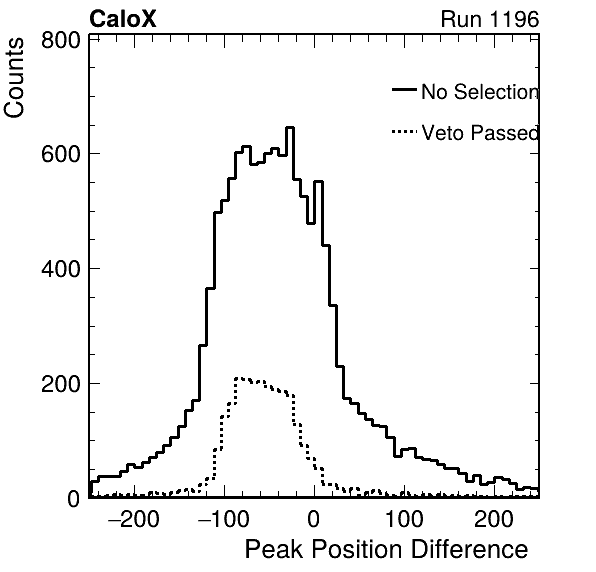 CaloX Run 1196
Counts
800
600
400
200
0
No Selection
Veto Passed
−200 −100 0 100 200
Peak Position Difference